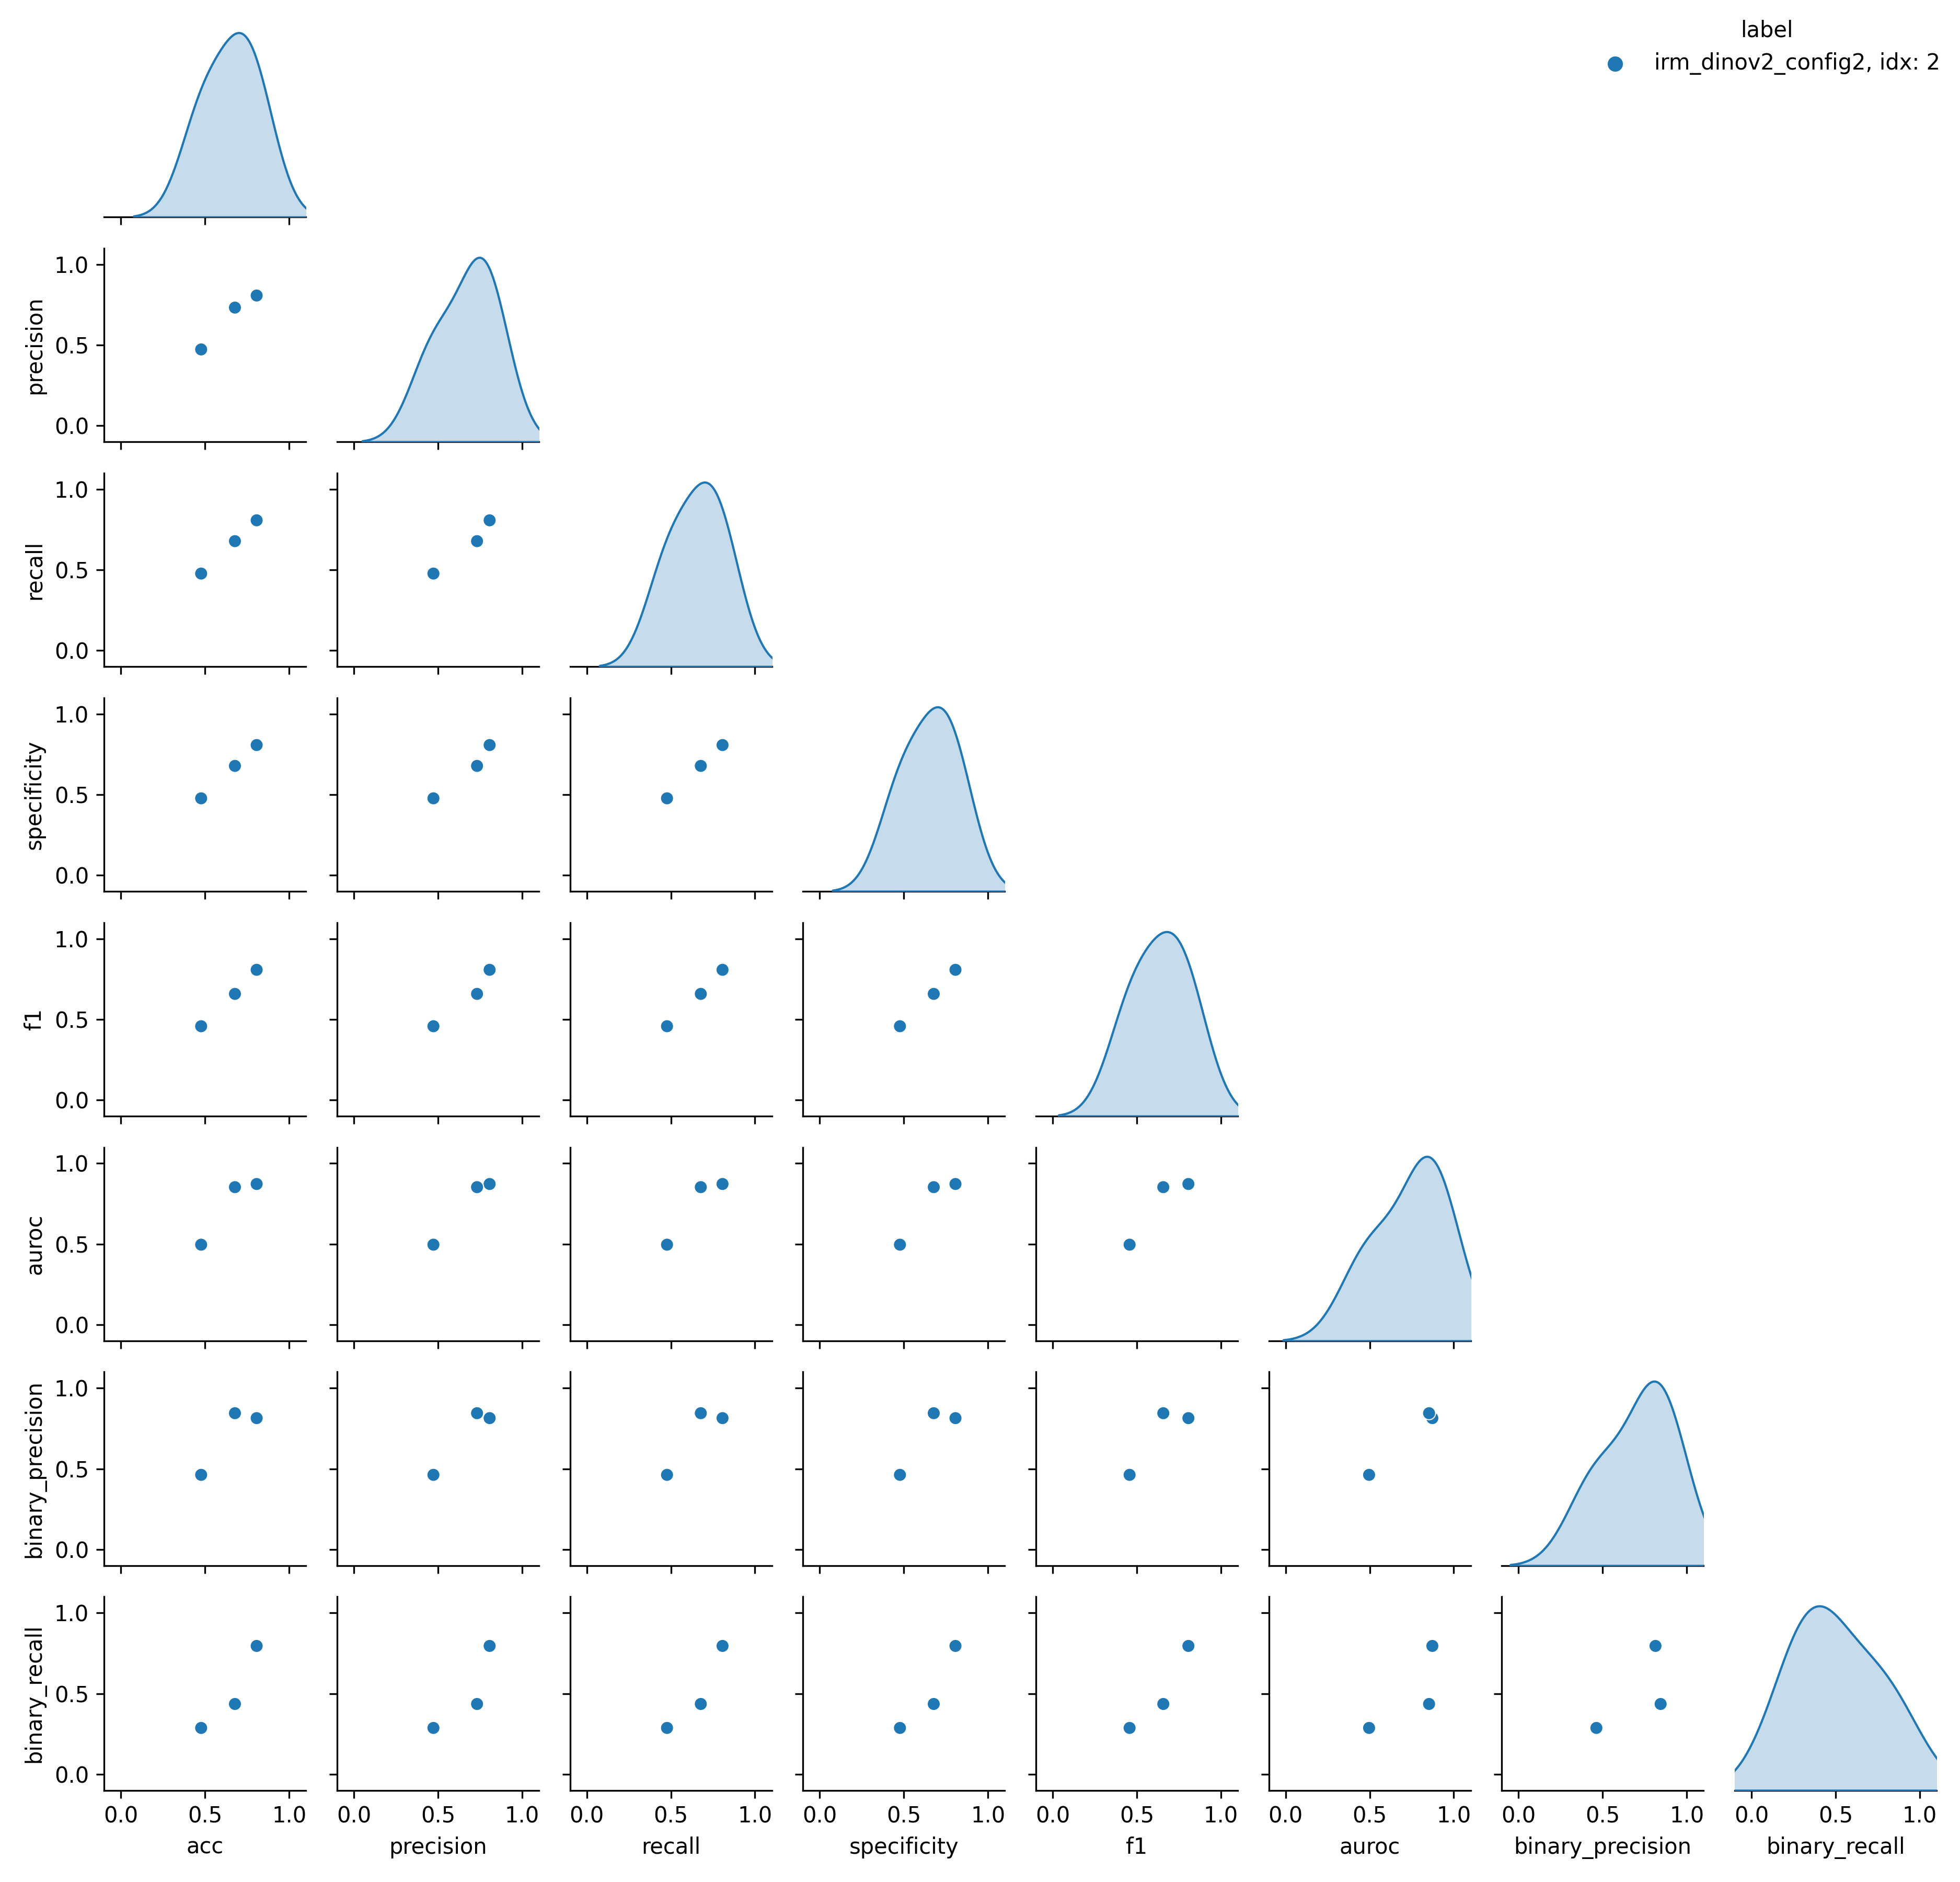 label
irm_dinov2_config2, idx: 2
1.0
0.5
0.0
precision
1.0
0.5
0.0
recall
1.0
0.5
0.0
specificity
1.0
0.5
0.0
f1
1.0
0.5
0.0
auroc
1.0
0.5
0.0
binary_precision
1.0
0.5
0.0
binary_recall
0.0 0.5 1.0 0.0 0.5 1.0 0.0 0.5 1.0 0.0 0.5 1.0 0.0 0.5 1.0 0.0 0.5 1.0 0.0 0.5 1.0 0.0 0.5 1.0
acc precision recall specificity f1 auroc binary_precision binary_recall